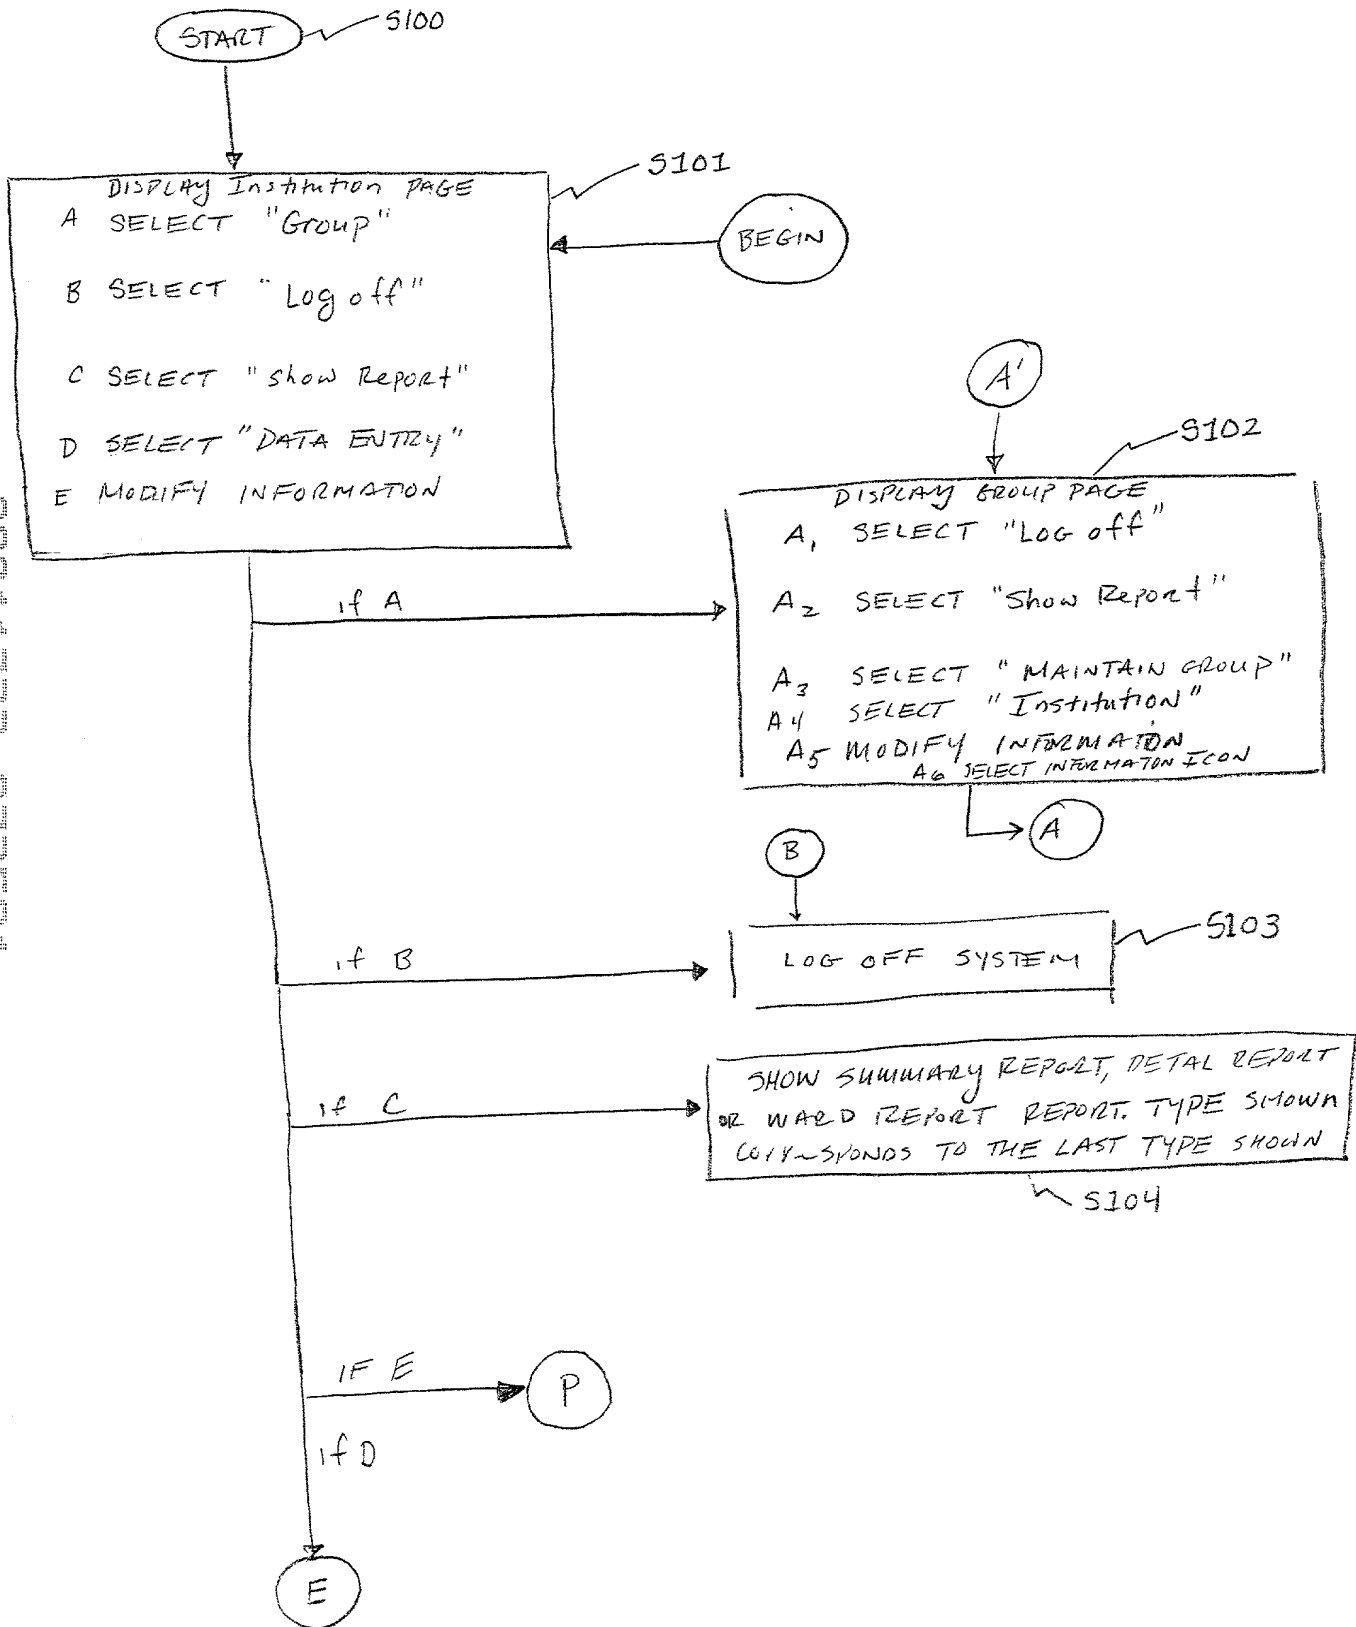 START
S100
S101
DISPLAY Institution PAGE
A SELECT "Group"
B SELECT "Log off"
C SELECT "Show Report"
D SELECT "DATA ENTRY"
E MODIFY INFORMATION
BEGIN
A'
S102
DISPLAY GROUP PAGE
A1 SELECT "LOG off"
A2 SELECT "Show Report"
A3 SELECT "MAINTAIN GROUP"
A4 SELECT "Institution"
A5 MODIFY INFORMATON
A6 SELECT INFORMATON ICON
if A
A
B
if B
LOG OFF SYSTEM
S103
if C
SHOW SUMMARY REPORT, DETAL REPORT
OR WARD REPORT REPORT. TYPE SHOWN
TO THE LAST TYPE SHOWN
S104
IF E
P
if D
E